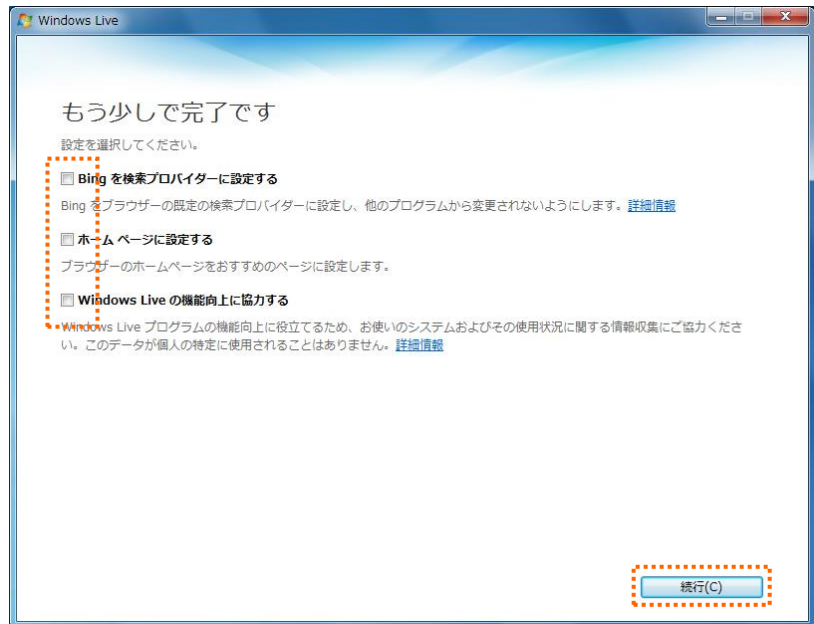 Windows Live
もう少しで完了です
設定を選択してください。
Bing を検索プロバイダーに設定する
Bing をブラウザーの既定の検索プロバイダーに設定し、他のプログラムから変更されないようにします。詳細情報
ホーム ページに設定する
ブラウザーのホームページをおすすめのページに設定します。
Windows Live の機能向上に協力する
Windows Live プログラムの機能向上に役立てるため、お使いのシステムおよびその使用状況に関する情報収集にご協力くださ
い。このデータが個人の特定に使用されることはありません。詳細情報
続行(C)